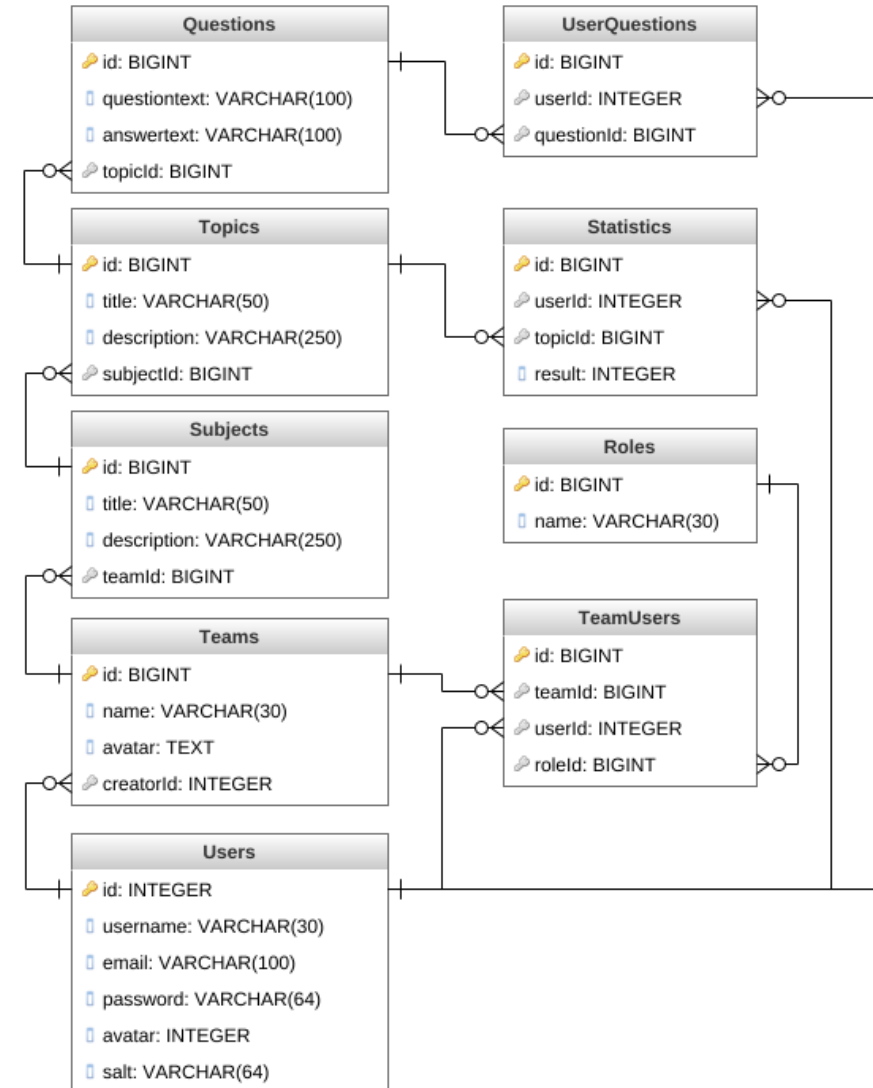 Questions
id: BIGINT
questiontext: VARCHAR(100)
answertext: VARCHAR(100)
topicId: BIGINT
Topics
id: BIGINT
title: VARCHAR(50)
description: VARCHAR(250)
subjectId: BIGINT
Subjects
id: BIGINT
title: VARCHAR(50)
description: VARCHAR(250)
teamId: BIGINT
Teams
id: BIGINT
name: VARCHAR(30)
avatar: TEXT
creatorId: INTEGER
Users
id: INTEGER
username: VARCHAR(30)
email: VARCHAR(100)
password: VARCHAR(64)
avatar: INTEGER
salt: VARCHAR(64)
UserQuestions
id: BIGINT
userId: INTEGER
questionId: BIGINT
Statistics
id: BIGINT
userId: INTEGER
topicId: BIGINT
result: INTEGER
Roles
id: BIGINT
name: VARCHAR(30)
TeamUsers
id: BIGINT
teamId: BIGINT
userId: INTEGER
roleId: BIGINT